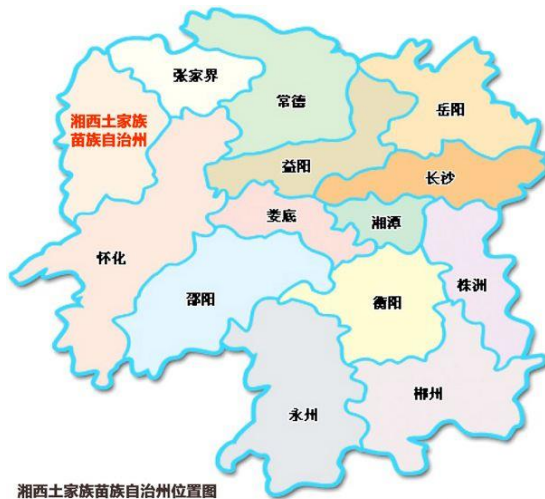 张家界
常德
岳阳
湘西土家族
苗族自治州
益阳
长沙
娄底
湘潭
怀化
株洲
邵阳
衡阳
郴州
永州
湘西土家族苗族自治州位置图